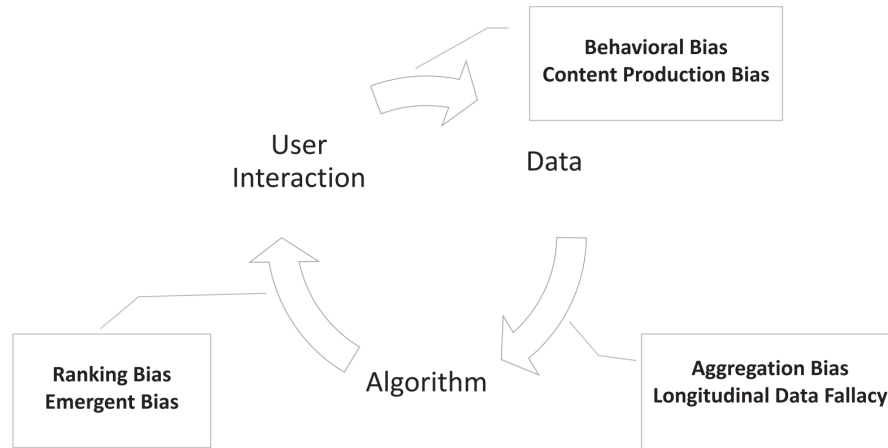 Behavioral Bias
Content Production Bias
User
Interaction
Data
Ranking Bias
Emergent Bias
Algorithm
Aggregation Bias
Longitudinal Data Fallacy